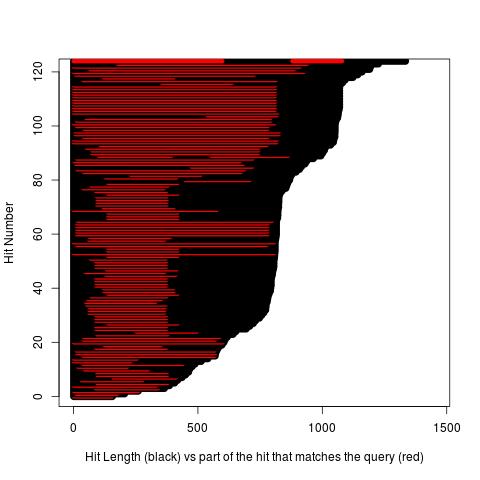 120
100
80
60
40
20
0
Hit Number
0 500 1000 1500
Hit Length (black) vs part of the hit that matches the query (red)